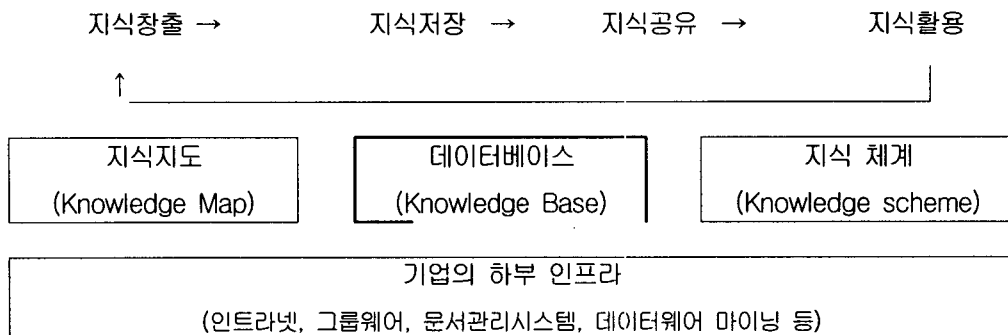 지식창출 → 지식저장 → 지식공유 → 지식활용
↑
지식지도 데이터베이스 지식 체계
(Knowledge Map) (Knowledge Base) (Knowledge scheme)
기업의 하부 인프라
(인트라넷, 그룹웨어, 문서관리시스템, 데이터웨어 마이닝 등)